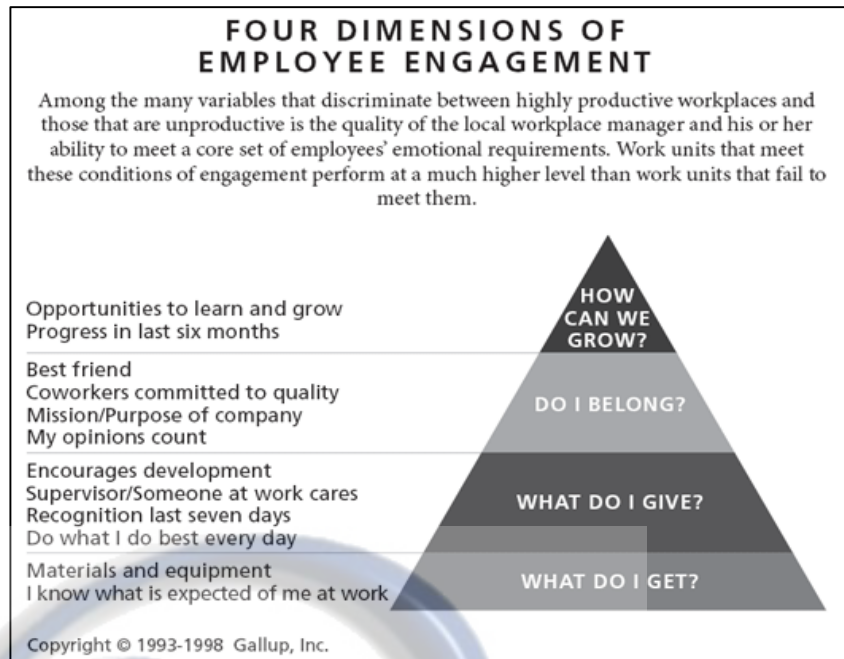 FOUR DIMENSIONS OF
EMPLOYEE ENGAGEMENT
Among the many variables that discriminate between highly productive workplaces and
those that are unproductive is the quality of the local workplace manager and his or her
ability to meet a core set of employees’ emotional requirements. Work units that meet
these conditions of engagement perform at a much higher level than work units that fail to
meet them.
HOW
CAN WE
GROW?
Opportunities to learn and grow
Progress in last six months
DO I BELONG?
Best friend
Coworkers committed to quality
Mission/Purpose of company
My opinions count
WHAT DO I GIVE?
Encourages development
Supervisor/Someone at work cares
Recognition last seven days
Do what I do best every day
WHAT DO I GET?
Materials and equipment
I know what is expected of me at work
Copyright © 1993-1998 Gallup, Inc.